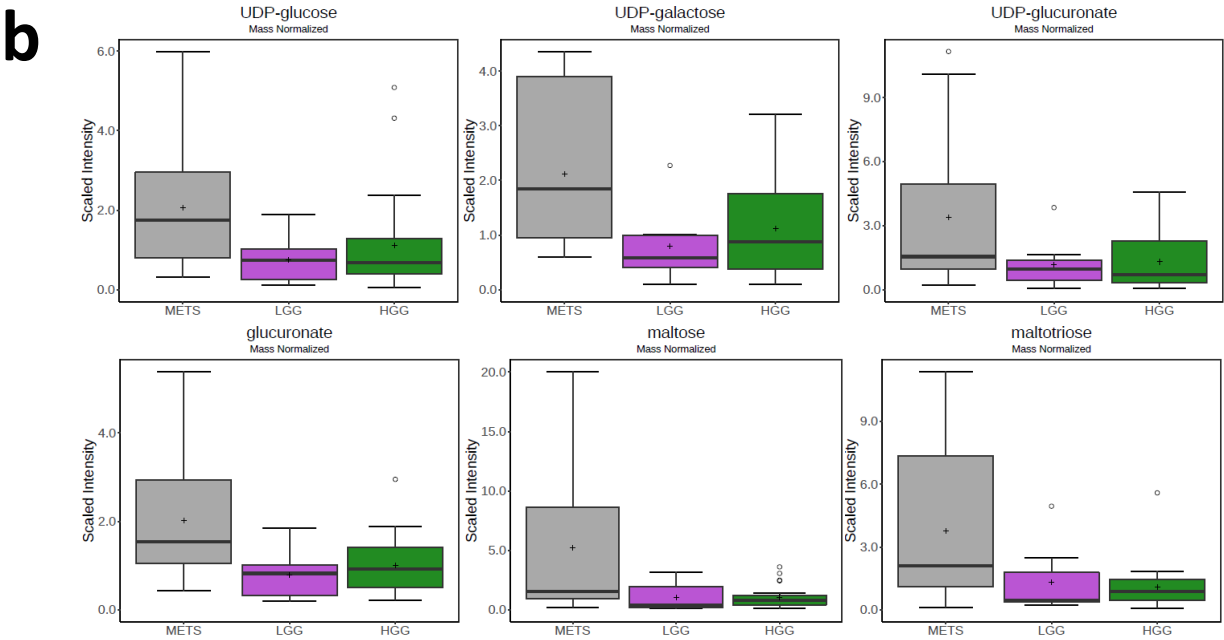 b
UDP-glucose
Mass Normalized
Scaled Intensity
6.0
4.0
2.0
0.0
METS LGG HGG
UDP-galactose
Mass Normalized
Scaled Intensity
4.0
3.0
2.0
1.0
0.0
METS LGG HGG
UDP-glucuronate
Mass Normalized
Scaled Intensity
9.0
6.0
3.0
0.0
METS LGG HGG
glucuronate
Mass Normalized
Scaled Intensity
4.0
2.0
0.0
METS LGG HGG
maltose
Mass Normalized
Scaled Intensity
20.0
15.0
10.0
5.0
0.0
METS LGG HGG
maltotriose
Mass Normalized
Scaled Intensity
9.0
6.0
3.0
0.0
METS LGG HGG